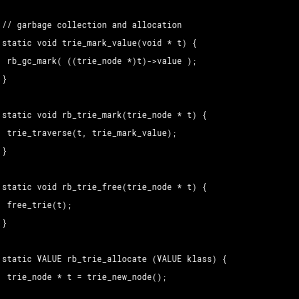 // garbage collection and allocation
static void trie_mark_value(void * t) {
 rb_gc_mark( ((trie_node *)t)->value );
}
static void rb_trie_mark(trie_node * t) {
 trie_traverse(t, trie_mark_value);
}
static void rb_trie_free(trie_node * t) {
 free_trie(t);
}
static VALUE rb_trie_allocate (VALUE klass) {
 trie_node * t = trie_new_node();